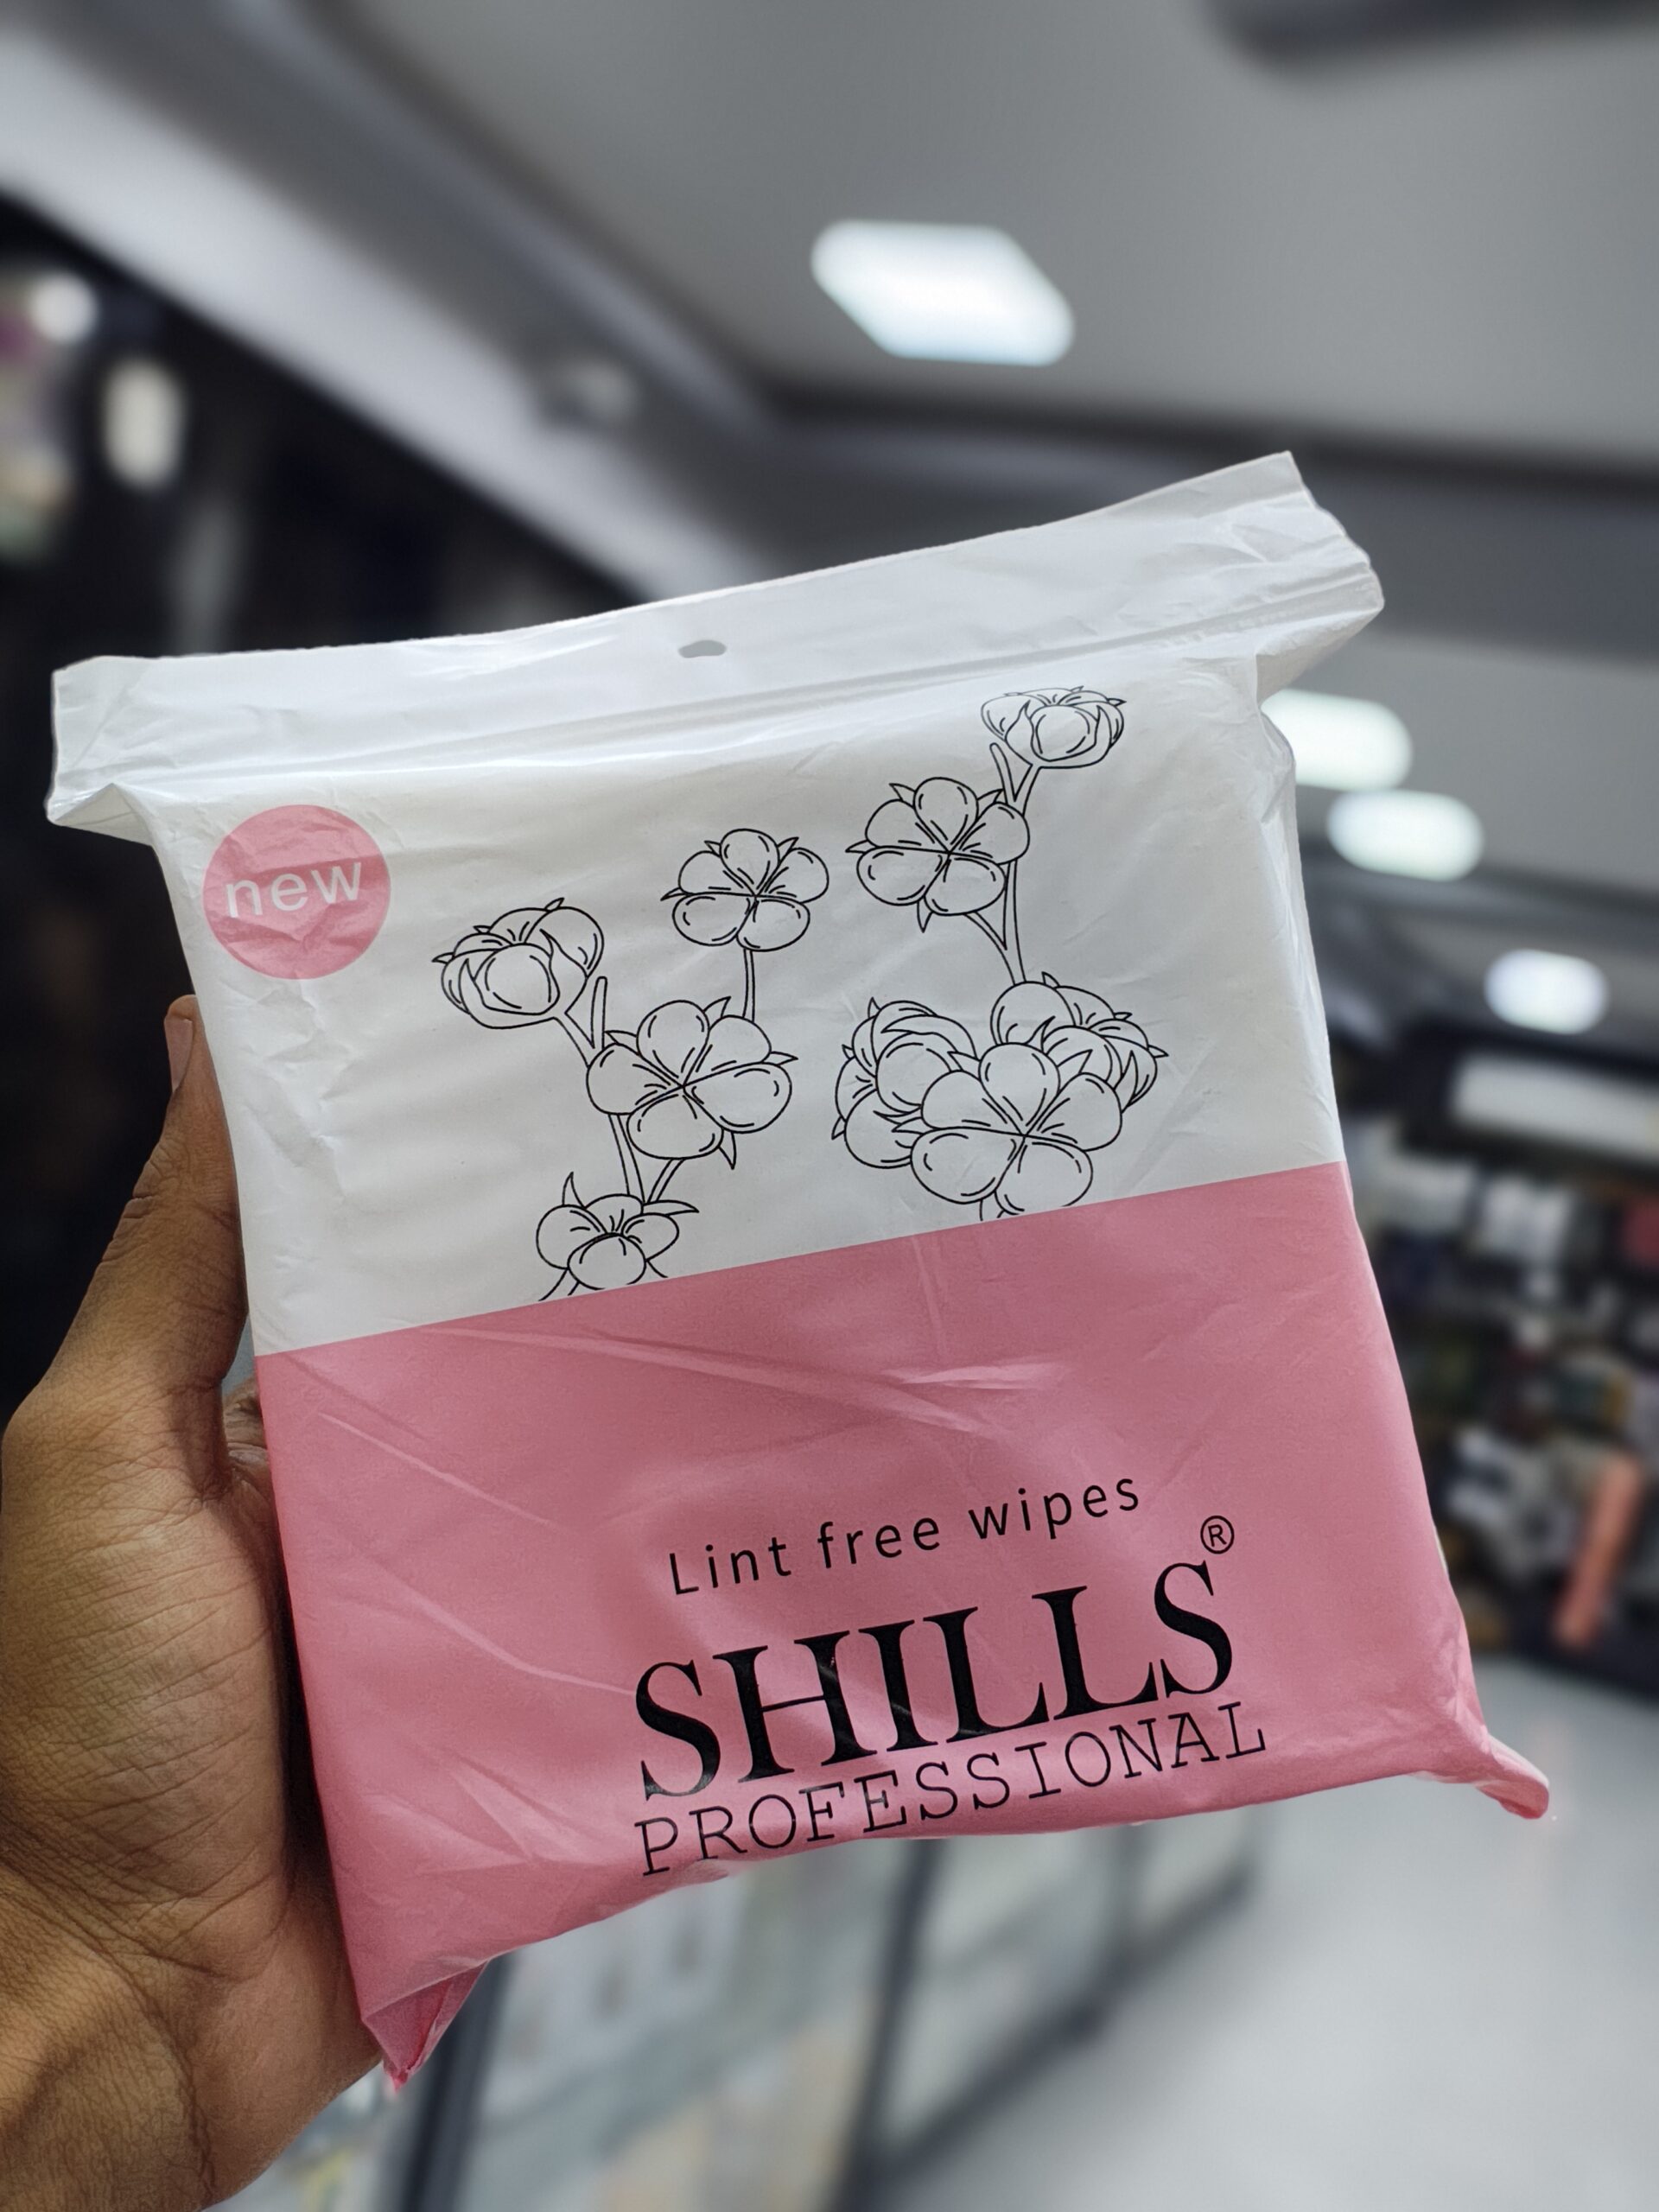 new
Lint free wipes
SHILLS®
PROFESSIONAL